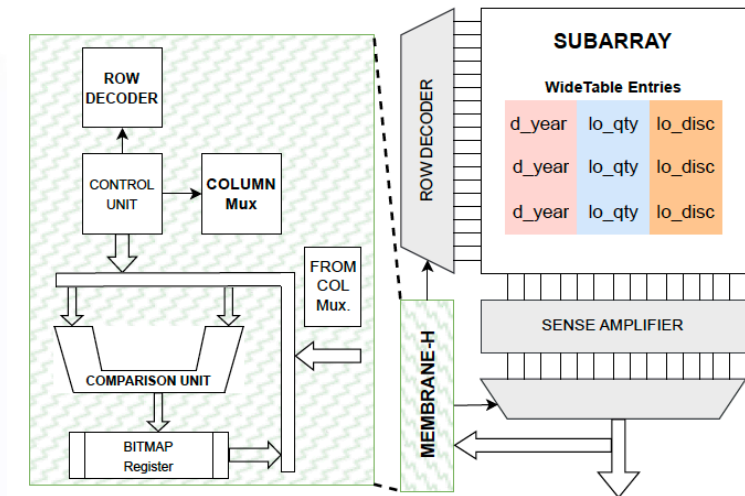 ROW
DECODER
CONTROL
UNIT
COLUMN
Mux
FROM
COL
Mux.
COMPARISON UNIT
BITMAP
Register
ROW DECODER
MEMBRANE-H
SUBARRAY
WideTable Entries
d_year lo_qty lo_disc
d_year lo_qty lo_disc
d_year lo_qty lo_disc
SENSE AMPLIFIER